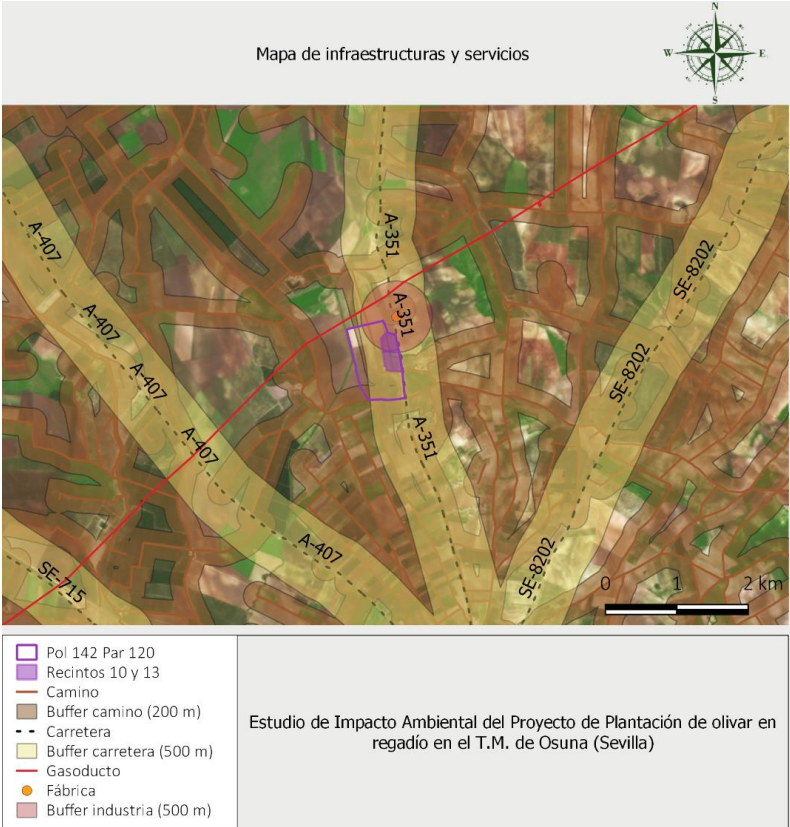 Mapa de infraestructuras y servicios
N
W
E
S
A-407
A-351
SE-8202
A-407
A-351
A-407
SE-8202
A-407
A-351
A-407
SE-8202
SE-715
0 1 2 km
Pol 142 Par 120
Recintos 10 y 13
Camino
Buffer camino (200 m)
Carretera
Buffer carretera (500 m)
Gasoducto
Fábrica
Buffer industria (500 m)
Estudio de Impacto Ambiental del Proyecto de Plantación de olivar en
regadío en el T.M. de Osuna (Sevilla)